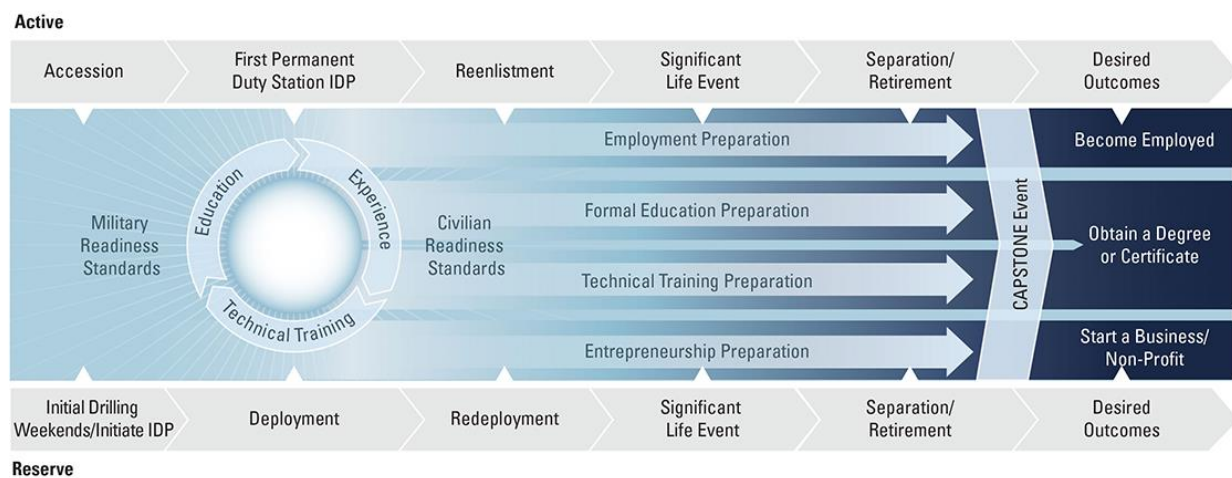 Active
Accession
First Permanent
Duty Station IDP
Reenlistment
Significant
Life Event
Separation/
Retirement
Desired
Outcomes
Education
Experience
Technical Training
Military
Readiness
Standards
Civilian
Readiness
Standards
Employment Preparation
Formal Education Preparation
Technical Training Preparation
Entrepreneurship Preparation
CAPSTONE Event
Become Employed
Obtain a Degree
or Certificate
Start a Business/
Non-Profit
Initial Drilling
Weekends/Initiate IDP
Deployment
Redeployment
Significant
Life Event
Separation/
Retirement
Desired
Outcomes
Reserve